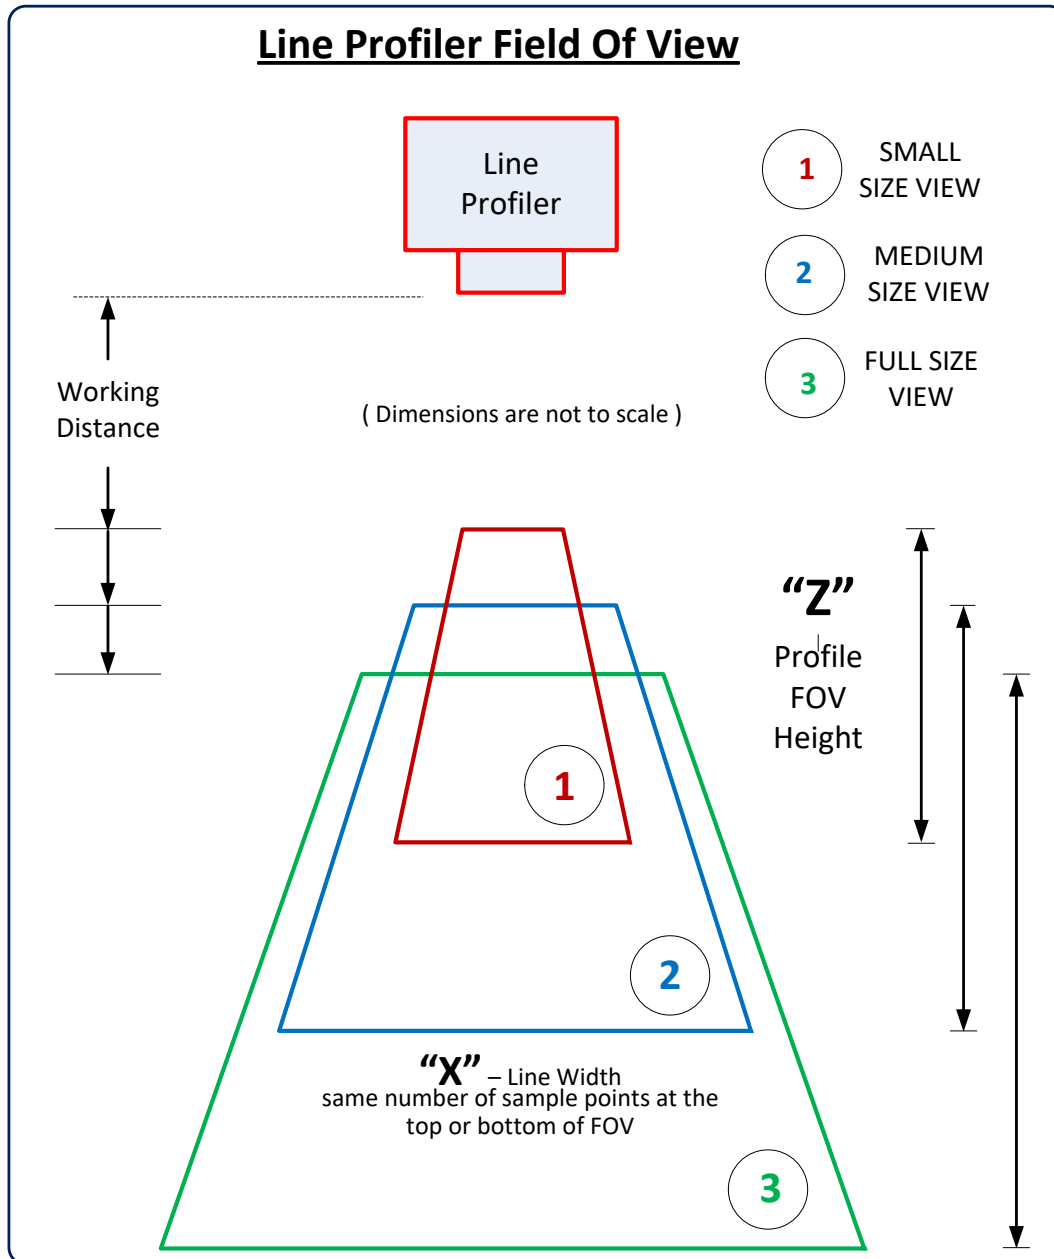 Line Profiler Field Of View
Line
Profiler
1
SMALL
SIZE VIEW
2
MEDIUM
SIZE VIEW
3
FULL SIZE
VIEW
Working
Distance
( Dimensions are not to scale )
“Z”
Profile
FOV
Height
1
2
“X” – Line Width
same number of sample points at the
top or bottom of FOV
3